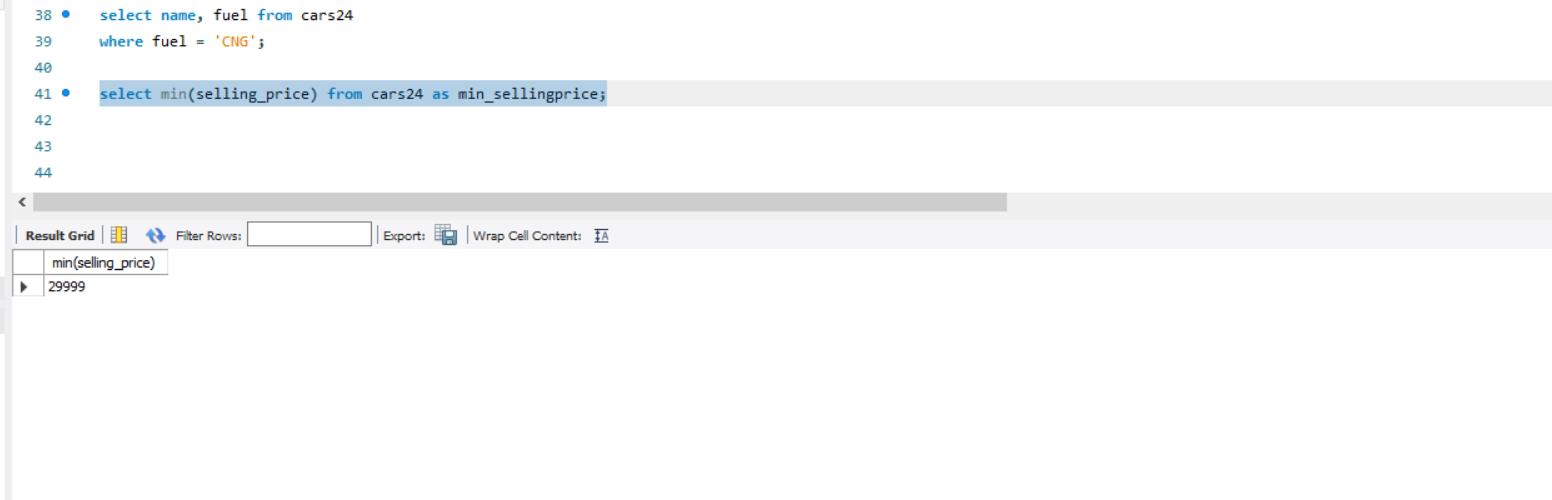 38 select name, fuel from cars24
39 where fuel = 'CNG';
40
41 select min(selling_price) from cars24 as min_sellingprice;
42
43
44
Result Grid Filter Rows: Export: Wrap Cell Content: IA
min(selling_price)
29999